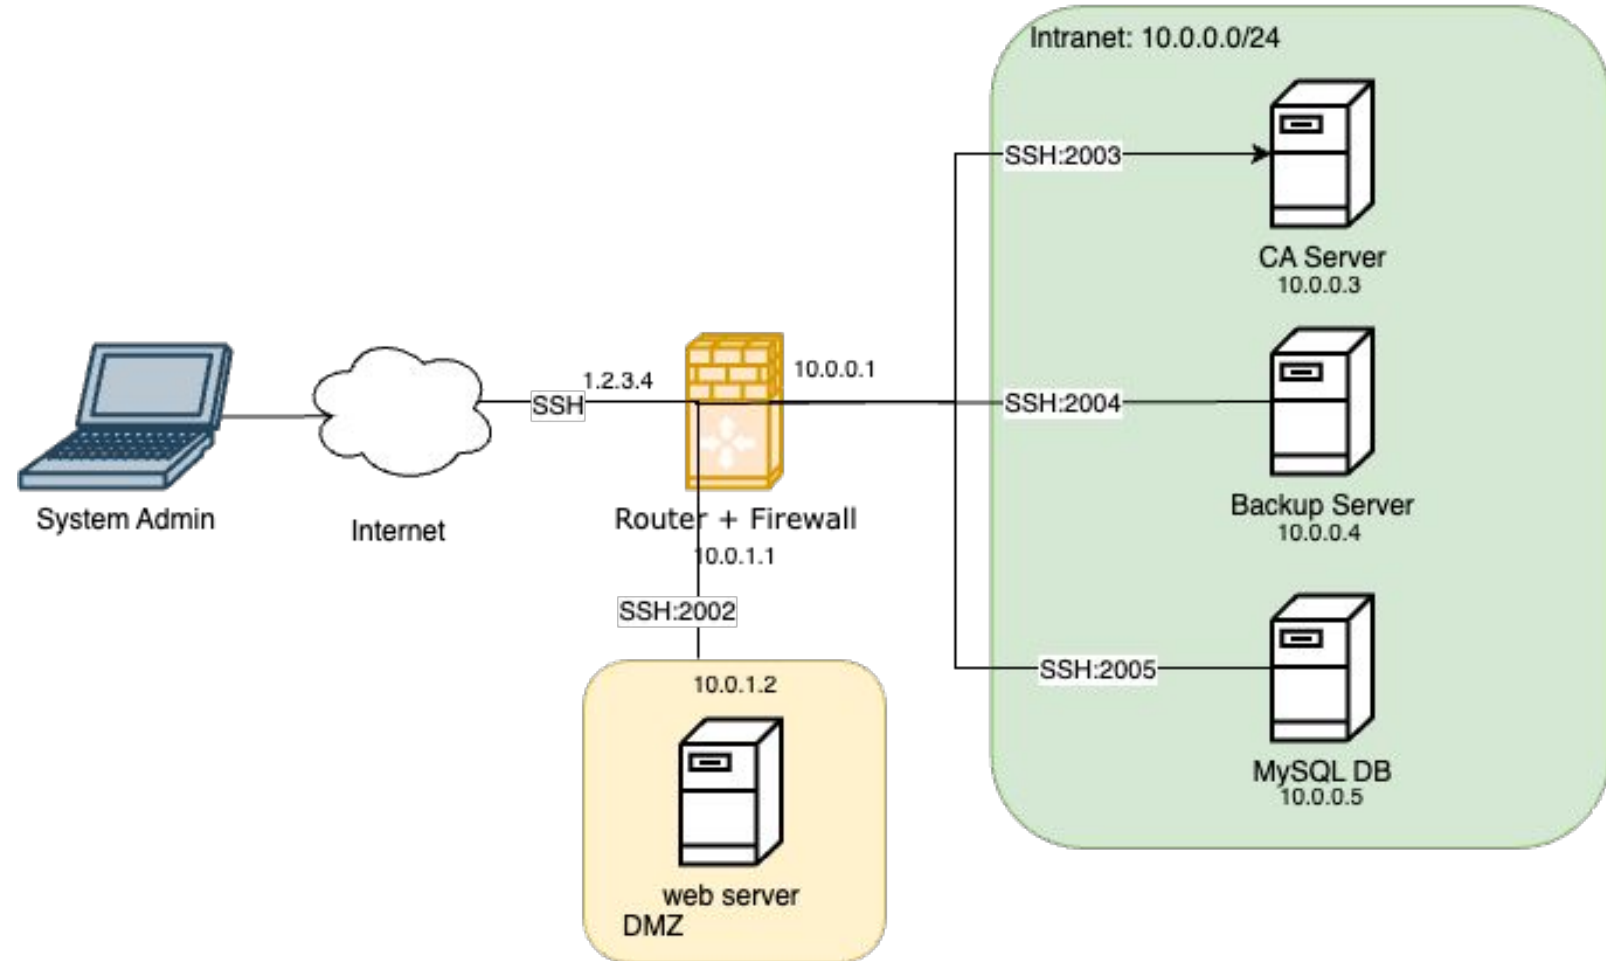 Intranet: 10.0.0.0/24
SSH:2003
CA Server
10.0.0.3
1.2.3.4
10.0.0.1
SSH
SSH:2004
System Admin
Internet
Router + Firewall
10.0.1.1
Backup Server
10.0.0.4
SSH:2002
SSH:2005
10.0.1.2
MySQL DB
10.0.0.5
web server
DMZ